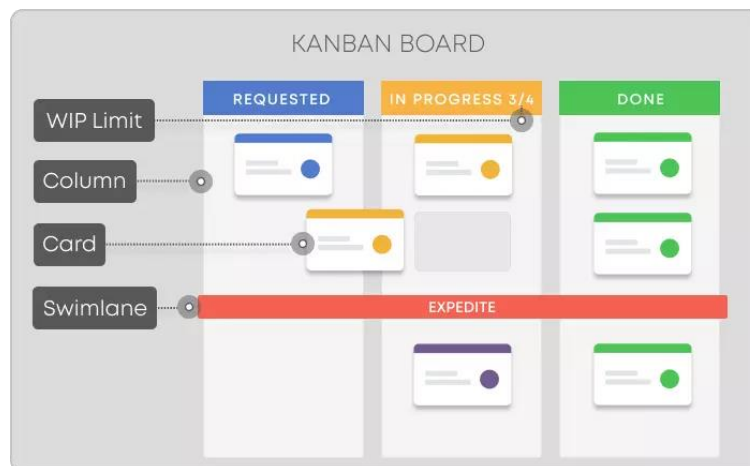 KANBAN BOARD
REQUESTED
IN PROGRESS 3/4
DONE
WIP Limit
Column
Card
Swimlane
EXPEDITE